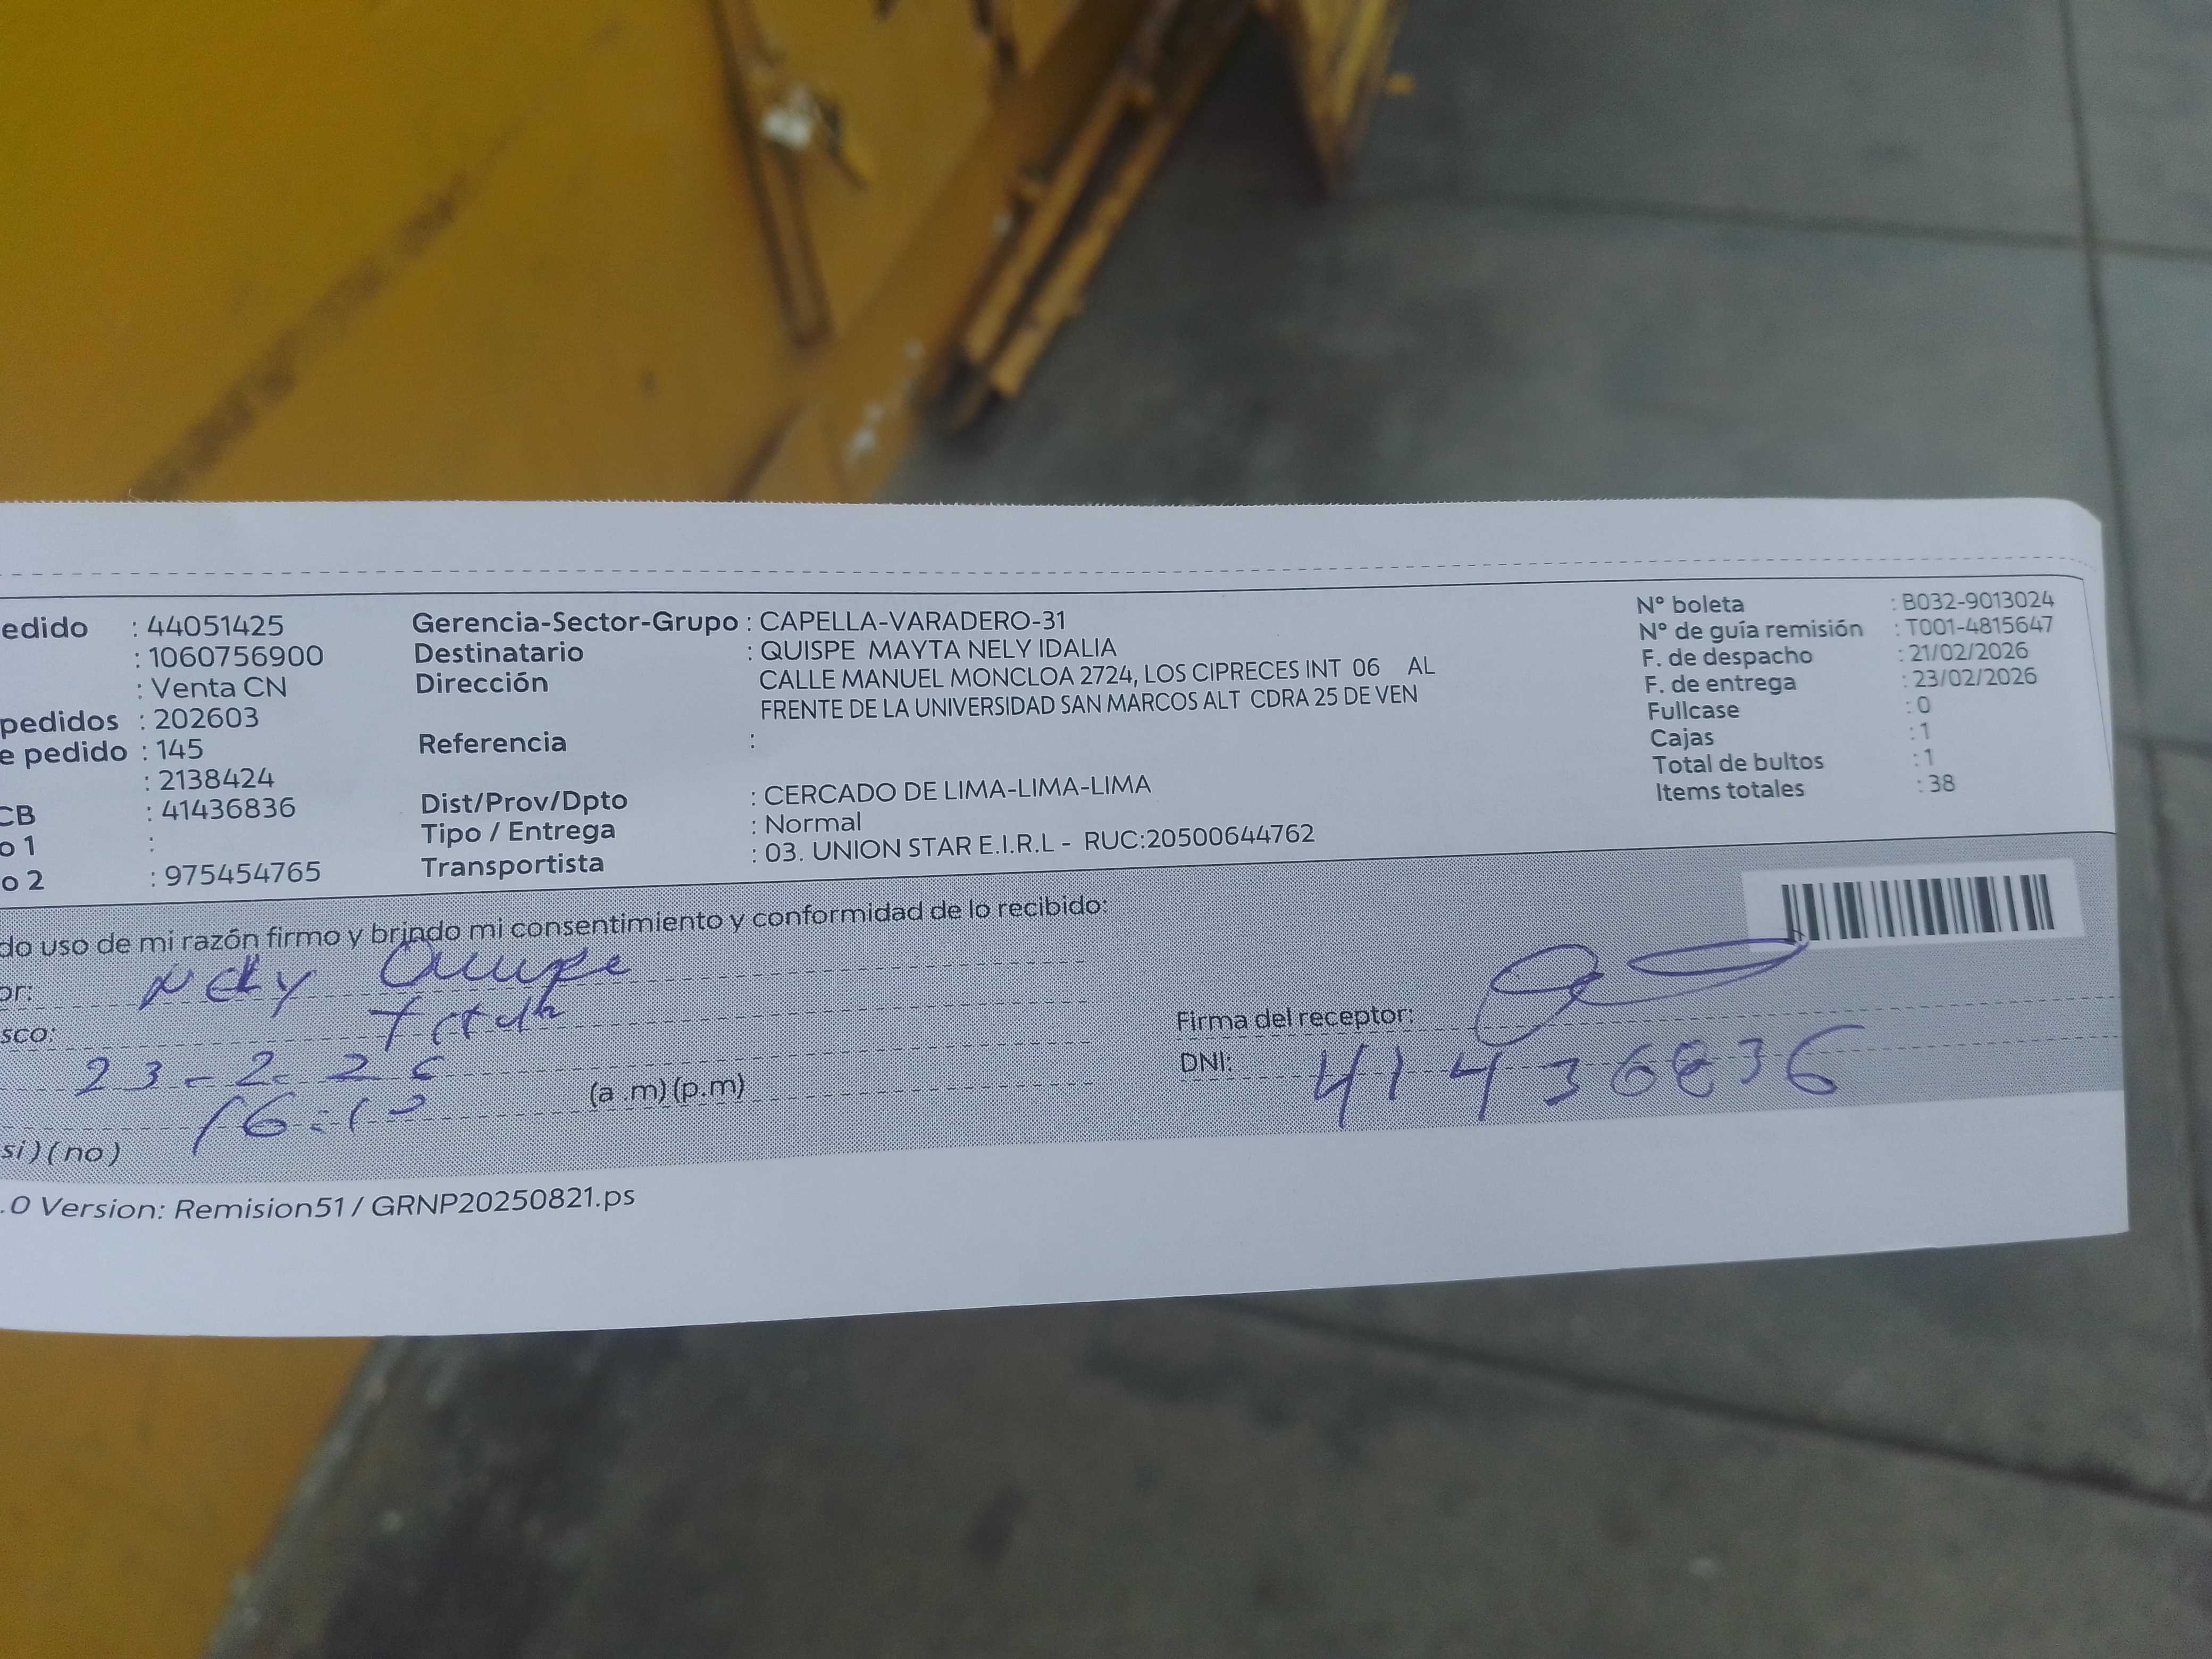 edido : 44051425
: 1060756900
: Venta CN
pedidos : 202603
e pedido : 145
: 2138424
CB : 41436836
o 1 :
o 2 : 975454765
Gerencia-Sector-Grupo : CAPELLA-VARADERO-31
Destinatario : QUISPE MAYTA NELY IDALIA
Dirección CALLE MANUEL MONCLOA 2724, LOS CIPRECES INT 06 AL
FRENTE DE LA UNIVERSIDAD SAN MARCOS ALT CDRA 25 DE VEN
Referencia :
Dist/Prov/Dpto : CERCADO DE LIMA-LIMA-LIMA
Tipo / Entrega : Normal
Transportista : 03. UNION STAR E.I.R.L - RUC:20500644762
N° boleta : B032-9013024
N° de guía remisión : T001-4815647
F. de despacho : 21/02/2026
F. de entrega : 23/02/2026
Fullcase : 0
Cajas : 1
Total de bultos : 1
Items totales : 38
do uso de mi razón firmo y brindo mi consentimiento y conformidad de lo recibido:
or: Nely Quispe
sco:
23-2-26
(a .m) (p.m)
si) (no)
Firma del receptor:
DNI: 41436836
.0 Version: Remision51 / GRNP20250821.ps